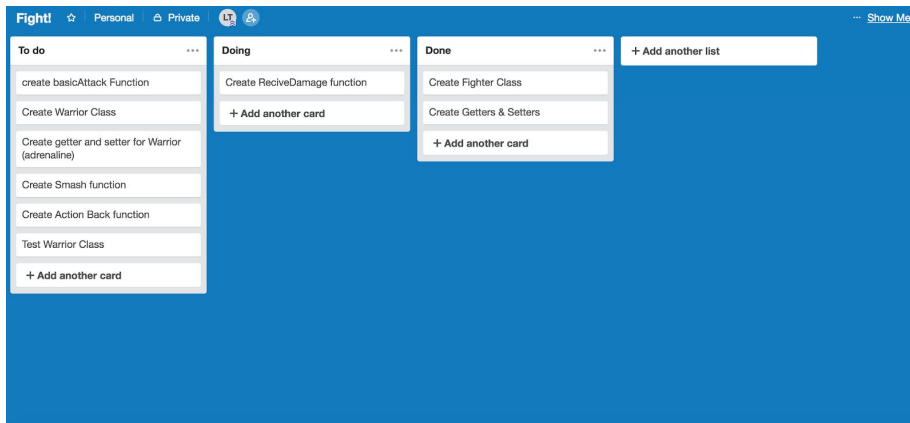 Fight! Personal Private LT ... Show Me
To do ...
create basicAttack Function
Create Warrior Class
Create getter and setter for Warrior
(adrenaline)
Create Smash function
Create Action Back function
Test Warrior Class
+ Add another card
Doing ...
Create ReciveDamage function
+ Add another card
Done ...
Create Fighter Class
Create Getters & Setters
+ Add another card
+ Add another list